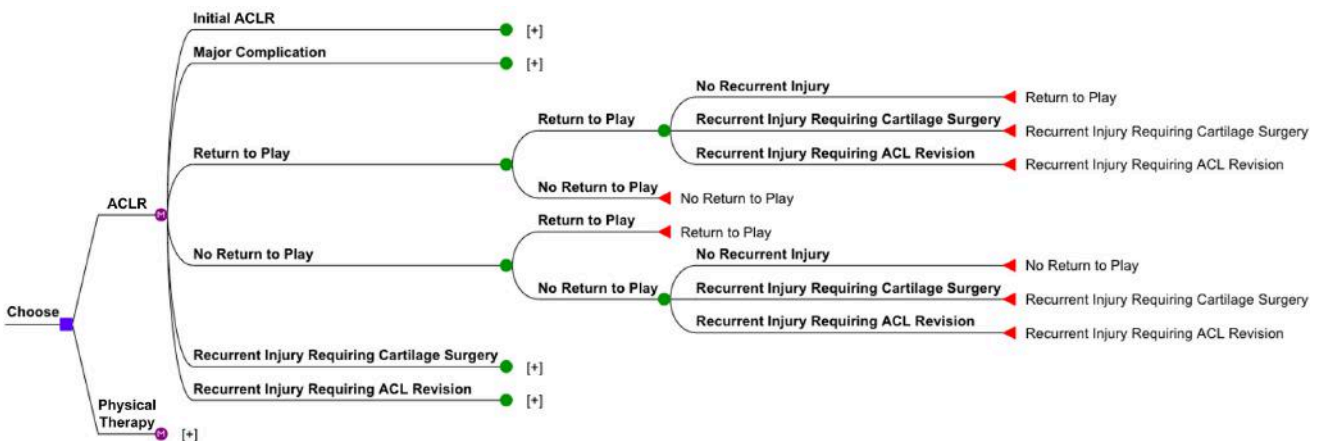 Initial ACLR
[+]
Major Complication
[+]
No Recurrent Injury
Return to Play
Return to Play
Recurrent Injury Requiring Cartilage Surgery
Recurrent Injury Requiring Cartilage Surgery
Return to Play
Recurrent Injury Requiring ACL Revision
Recurrent Injury Requiring ACL Revision
No Return to Play
No Return to Play
ACLR
M
Return to Play
Return to Play
No Return to Play
No Recurrent Injury
No Return to Play
No Return to Play
Recurrent Injury Requiring Cartilage Surgery
Recurrent Injury Requiring Cartilage Surgery
Choose
Recurrent Injury Requiring ACL Revision
Recurrent Injury Requiring ACL Revision
Recurrent Injury Requiring Cartilage Surgery
[+]
Recurrent Injury Requiring ACL Revision
[+]
Physical
Therapy
M
[+]